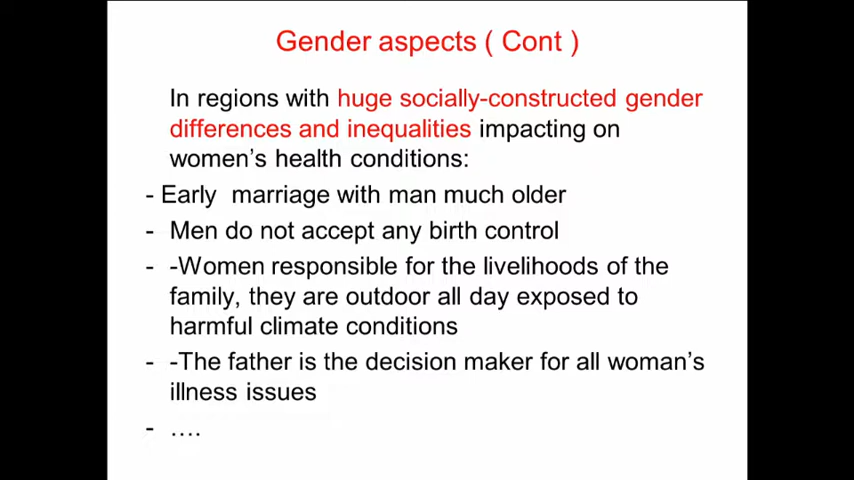 Gender aspects ( Cont )
In regions with huge socially-constructed gender
differences and inequalities impacting on
women’s health conditions:
- Early  marriage with man much older
- Men do not accept any birth control
- -Women responsible for the livelihoods of the
family, they are outdoor all day exposed to
harmful climate conditions
- -The father is the decision maker for all woman’s
illness issues
- ….